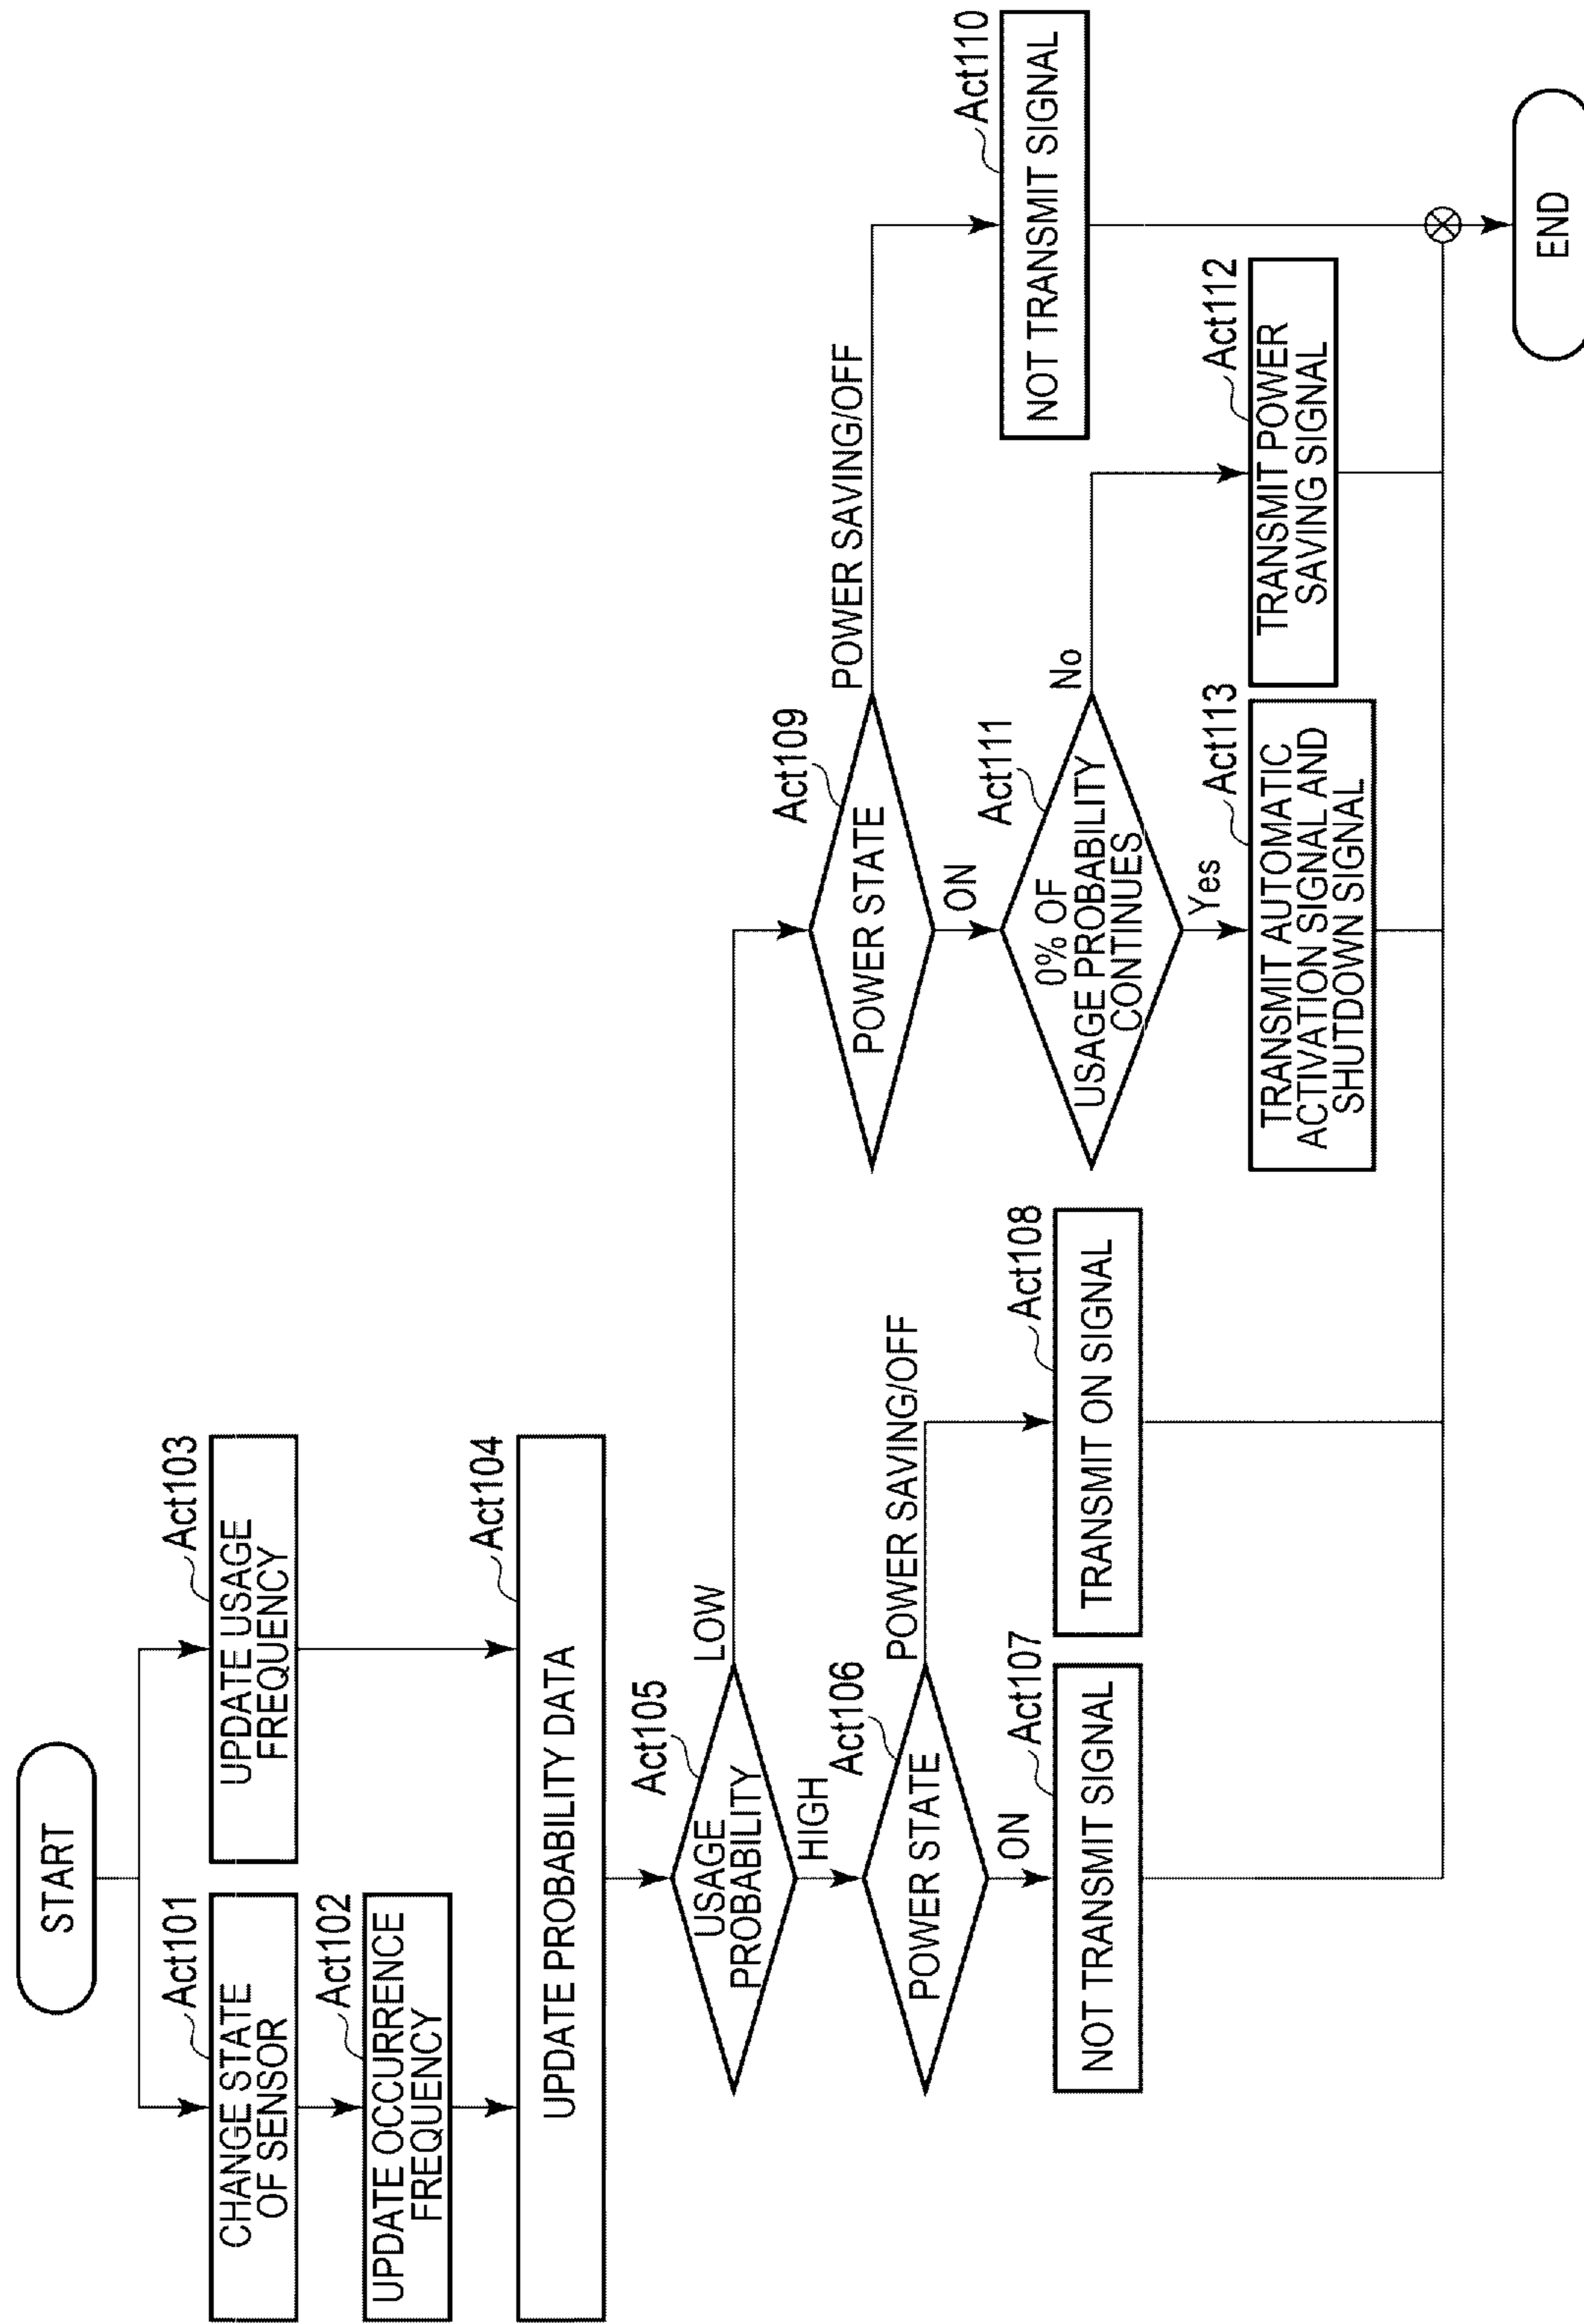 START
Act101
CHANGE STATE
OF SENSOR
Act103
UPDATE USAGE
FREQUENCY
Act102
UPDATE OCCURRENCE
FREQUENCY
Act104
UPDATE PROBABILITY DATA
Act105
USAGE
PROBABILITY
LOW
HIGH
Act106
POWER STATE
POWER SAVING/OFF
ON
Act107
NOT TRANSMIT SIGNAL
Act108
TRANSMIT ON SIGNAL
Act109
POWER STATE
POWER SAVING/OFF
ON
Act111
0% OF
USAGE PROBABILITY
CONTINUES
No
Yes
Act110
NOT TRANSMIT SIGNAL
Act113
TRANSMIT AUTOMATIC
ACTIVATION SIGNAL AND
SHUTDOWN SIGNAL
Act112
TRANSMIT POWER
SAVING SIGNAL
END